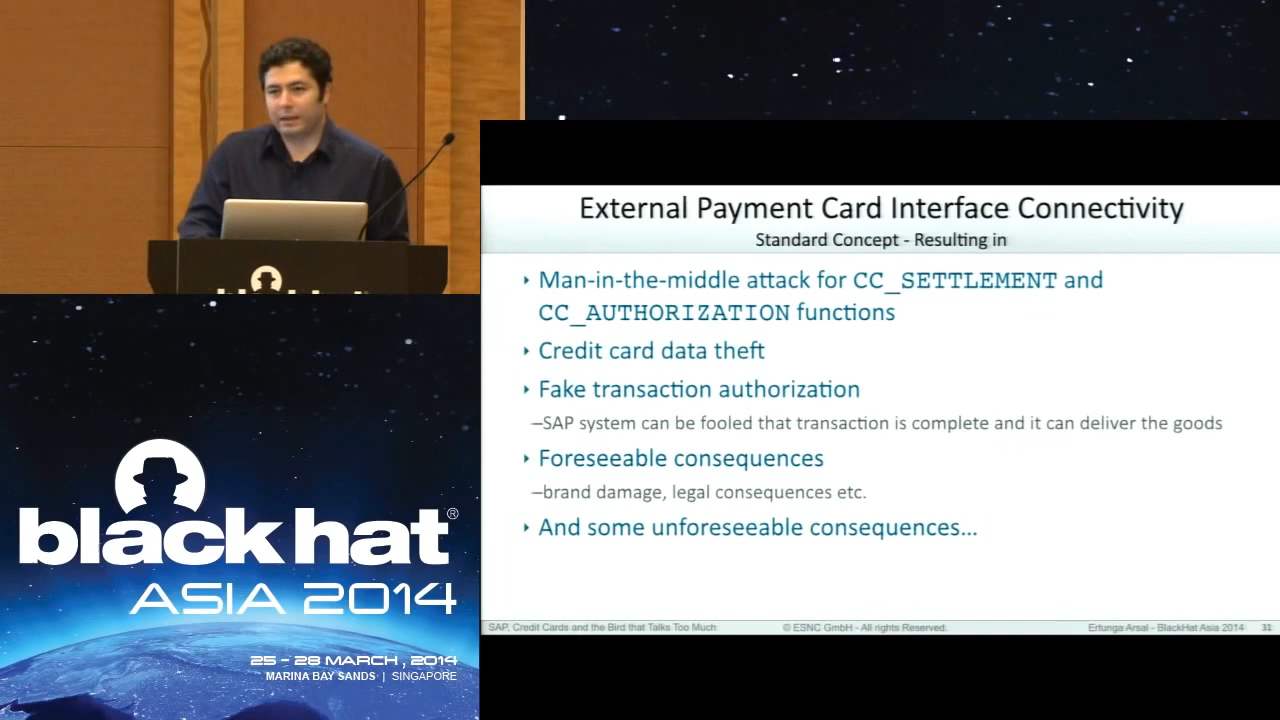 External Payment Card Interface Connectivity
Standard Concept - Resulting in
Man-in-the-middle attack for CC_SETTLEMENT and
CC_AUTHORIZATION functions
Credit card data theft
Fake transaction authorization
–SAP system can be fooled that transaction is complete and it can deliver the goods
Foreseeable consequences
–brand damage, legal consequences etc.
And some unforeseeable consequences...
SAP, Credit Cards and the Bird that Talks Too Much
© ESNC GmbH - All rights Reserved.
Ertunga Arsal - BlackHat Asia 2014 31
black hat
black hat®
ASIA 2014
25 - 28 MARCH, 2014
MARINA BAY SANDS | SINGAPORE